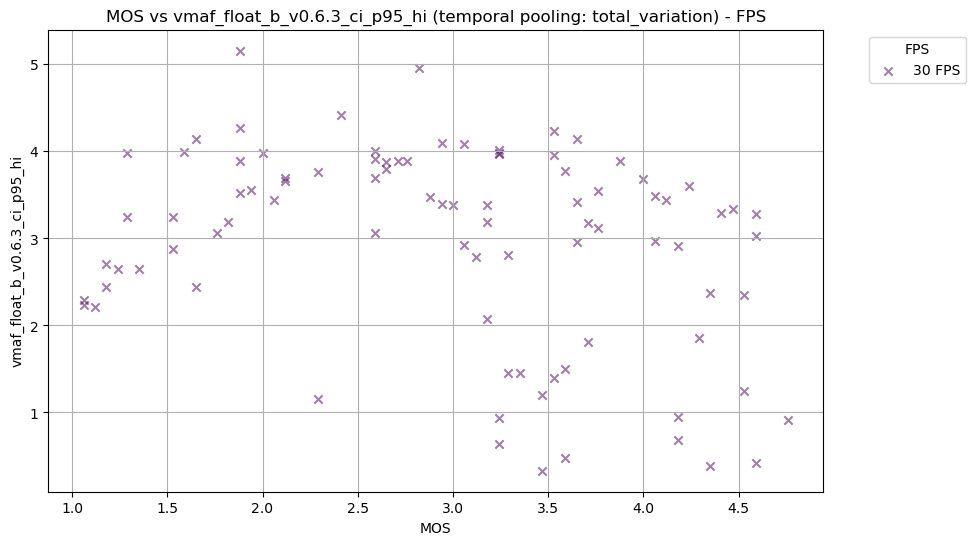 MOS vs vmaf_float_b_v0.6.3_ci_p95_hi (temporal pooling: total_variation) - FPS
FPS
30 FPS
vmaf_float_b_v0.6.3_ci_p95_hi
5
4
3
2
1
1.0 1.5 2.0 2.5 3.0 3.5 4.0 4.5
MOS